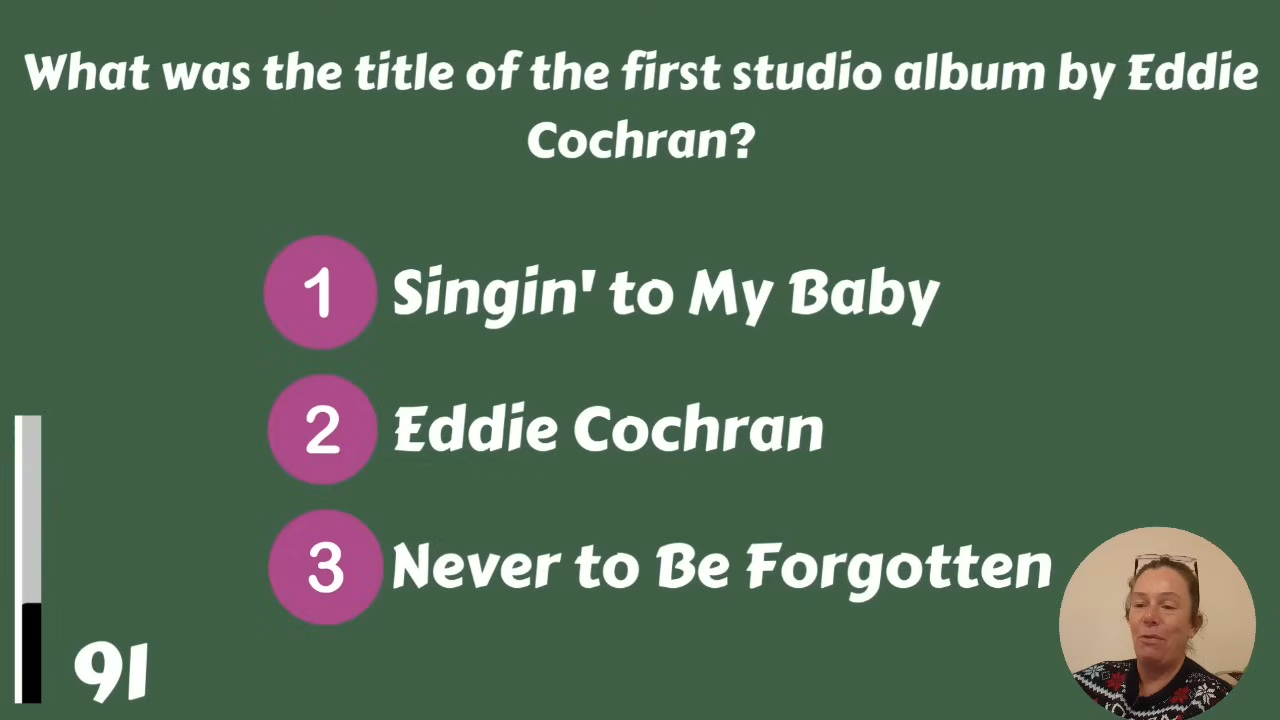 What was the title of the first studio album by Eddie
Cochran?
1 Singin' to My Baby
2 Eddie Cochran
3 Never to Be Forgotten
91